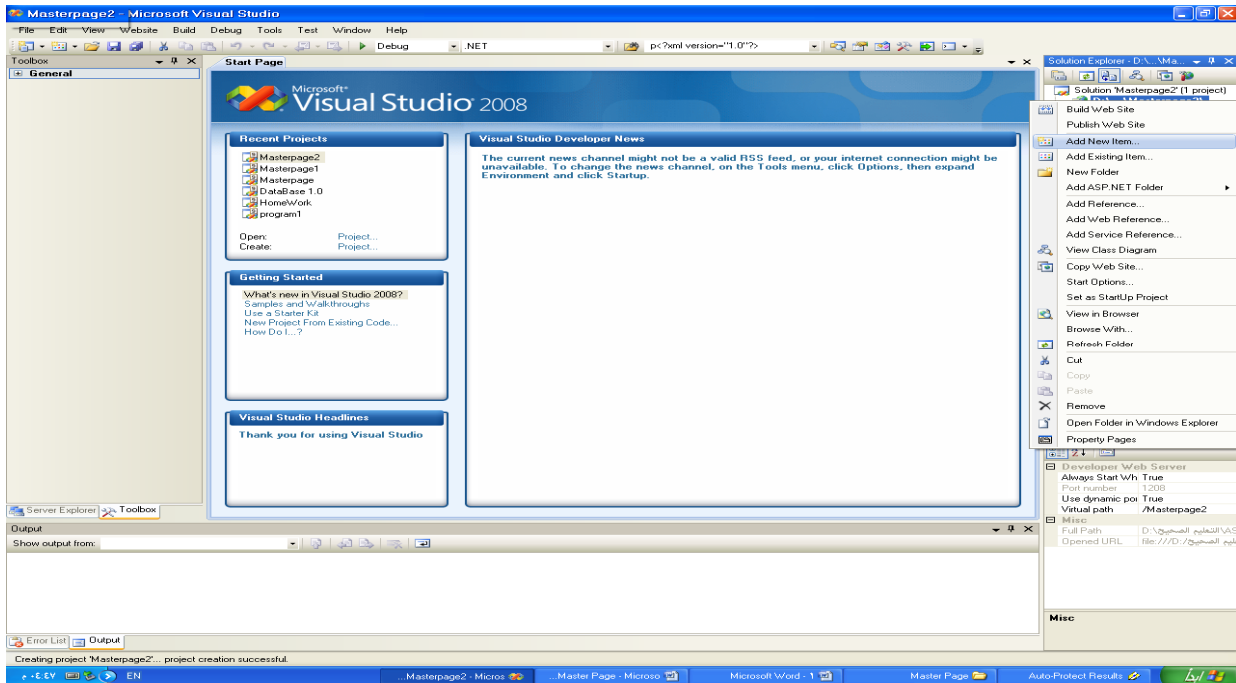 Masterpage2 - Microsoft Visual Studio
File Edit View Website Build Debug Tools Test Window Help
Debug .NET p<?xml version="1.0"?>
Toolbox
General
Start Page
Microsoft
Visual Studio 2008
Recent Projects
Masterpage2
Masterpage1
Masterpage
DataBase 1.0
HomeWork
program1
Open: Project...
Create: Project...
Getting Started
What's new in Visual Studio 2008?
Samples and Walkthroughs
Use a Starter Kit
New Project From Existing Code...
How Do I...?
Visual Studio Headlines
Thank you for using Visual Studio
Visual Studio Developer News
The current news channel might not be a valid RSS feed, or your internet connection might be
unavailable. To change the news channel, on the Tools menu, click Options, then expand
Environment and click Startup.
Solution Explorer - D:\...\Ma...
Solution 'Masterpage2' (1 project)
D:\...\Masterpage2\
Build Web Site
Publish Web Site
Add New Item...
Add Existing Item...
New Folder
Add ASP.NET Folder
Add Reference...
Add Web Reference...
Add Service Reference...
View Class Diagram
Copy Web Site...
Start Options...
Set as StartUp Project
View in Browser
Browse With...
Refresh Folder
Cut
Copy
Paste
Remove
Open Folder in Windows Explorer
Property Pages
Developer Web Server
Always Start Wh True
Port number 1208
Use dynamic por True
Virtual path /Masterpage2
Misc
Full Path D:\التعليم الصحيح\AS
Opened URL file:///D:/ليم الصحيح
Misc
Server Explorer Toolbox
Output
Show output from:
Error List Output
Creating project 'Masterpage2'... project creation successful.
٠٤:٤٧ م EN ...Masterpage2 - Micros ...Master Page - Microso Microsoft Word - 1 Master Page Auto-Protect Results ابدأ